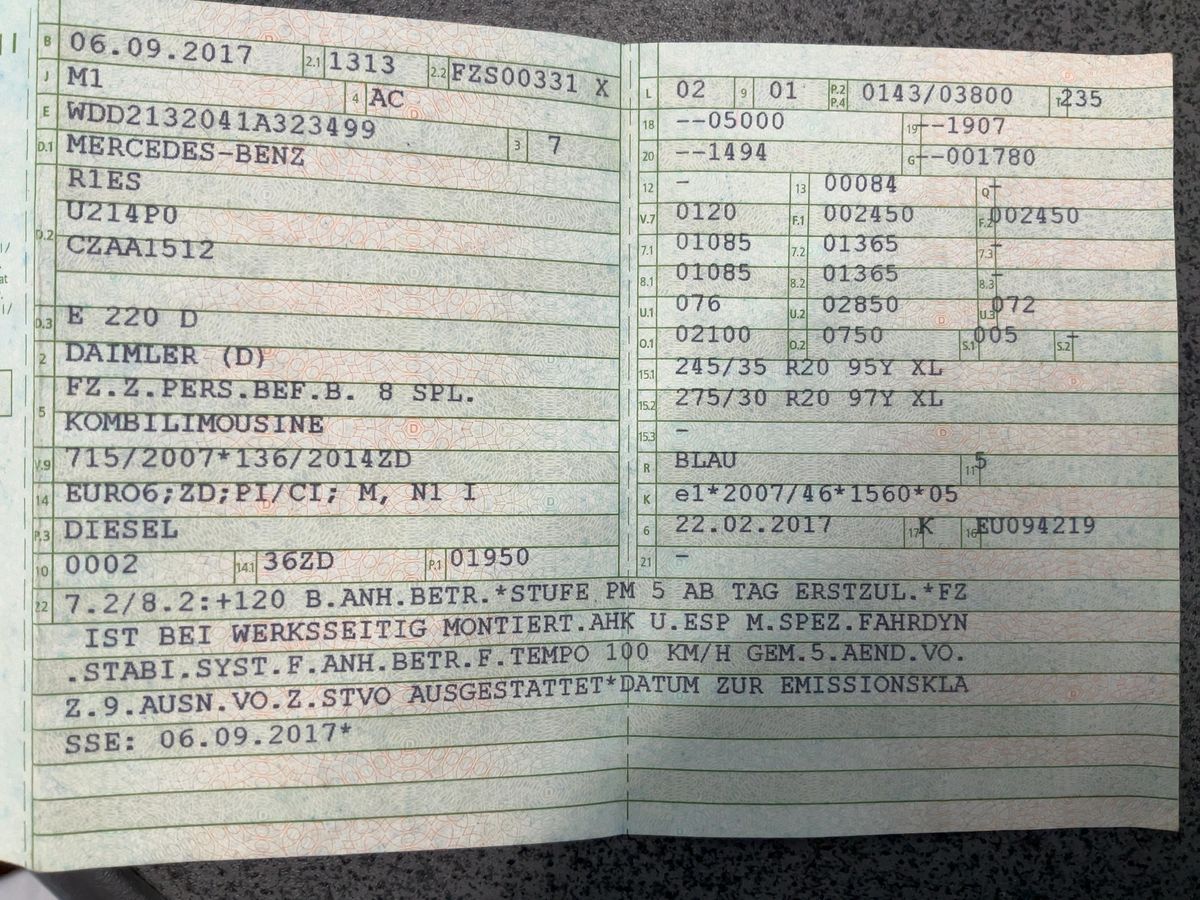 B 06.09.2017 2.1 1313 2.2 FZS00331 X
J M1 4 AC
E WDD2132041A323499 3 7
D.1 MERCEDES-BENZ
R1ES
D.2 U214P0
CZAA1512
D.3 E 220 D
2 DAIMLER (D)
5 FZ.Z.PERS.BEF.B. 8 SPL.
KOMBILIMOUSINE
V.9 715/2007*136/2014ZD
14 EURO6;ZD;PI/CI; M, N1 I
P.3 DIESEL
10 0002 14.1 36ZD P.1 01950
L 02 9 01 P.2 P.4 0143/03800 T 235
18 --05000 19 --1907
20 --1494 G --001780
12 - 13 00084 Q -
V.7 0120 F.1 002450 F.2 002450
7.1 01085 7.2 01365 7.3 -
8.1 01085 8.2 01365 8.3 -
U.1 076 U.2 02850 U.3 072
O.1 02100 O.2 0750 S.1 005 S.2 -
15.1 245/35 R20 95Y XL
15.2 275/30 R20 97Y XL
15.3 -
R BLAU 11 5
K e1*2007/46*1560*05
6 22.02.2017 17 K 16 EU094219
21 -
22 7.2/8.2:+120 B.ANH.BETR.*STUFE PM 5 AB TAG ERSTZUL.*FZ
IST BEI WERKSSEITIG MONTIERT.AHK U.ESP M.SPEZ.FAHRDYN
.STABI.SYST.F.ANH.BETR.F.TEMPO 100 KM/H GEM.5.AEND.VO.
Z.9.AUSN.VO.Z.STVO AUSGESTATTET*DATUM ZUR EMISSIONSKLA
SSE: 06.09.2017*